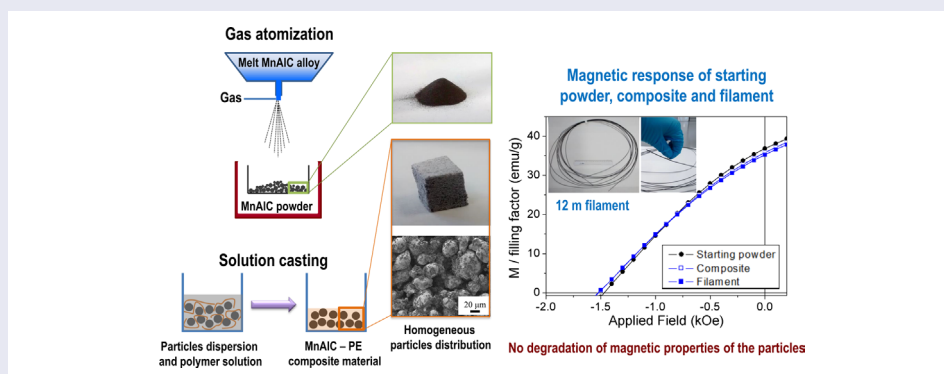 Gas atomization
Melt MnAlC alloy
Gas
MnAlC powder
Solution casting
Particles dispersion
and polymer solution
MnAlC – PE
composite material
20 µm
Homogeneous
particles distribution
Magnetic response of starting
powder, composite and filament
M / filling factor (emu/g)
40
30
20
10
0
12 m filament
Starting powder
Composite
Filament
-2.0
-1.5
-1.0
-0.5
0.0
Applied Field (kOe)
No degradation of magnetic properties of the particles